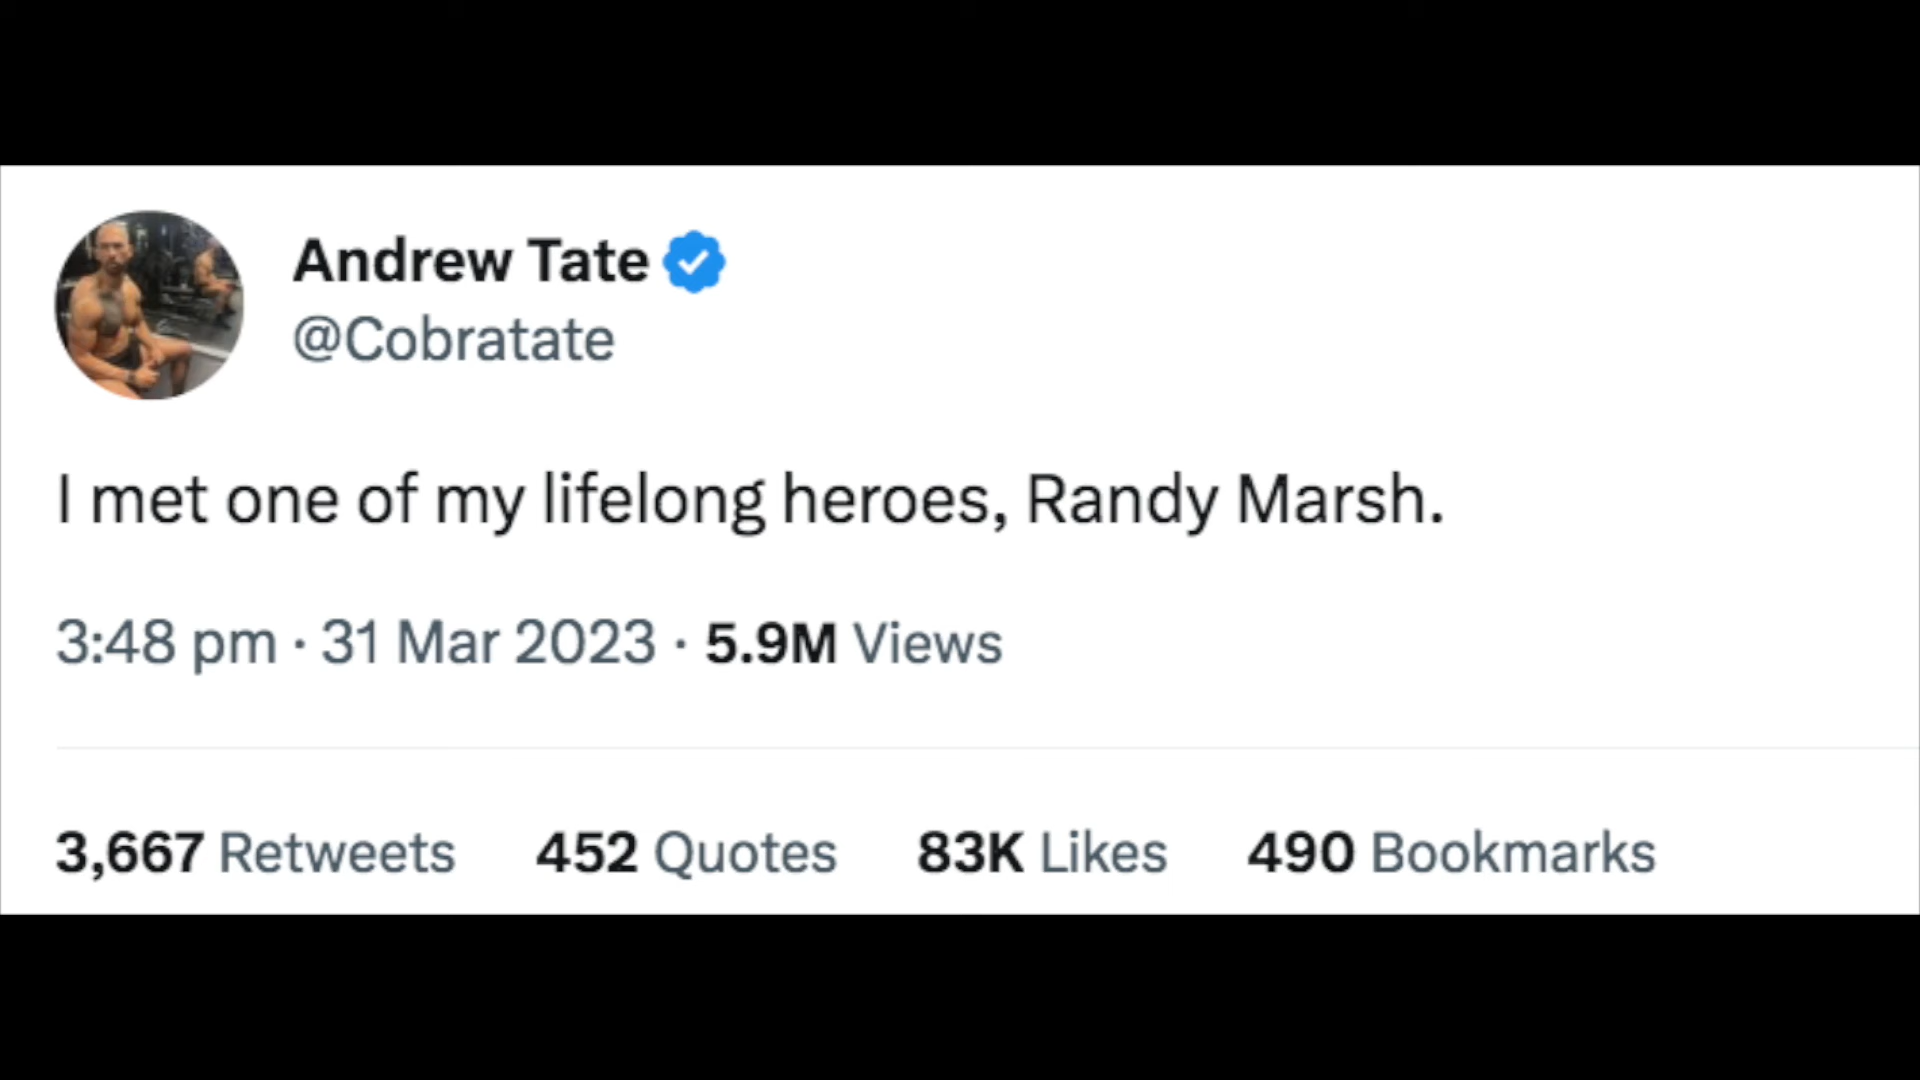 Andrew Tate
@Cobratate
I met one of my lifelong heroes, Randy Marsh.
3:48 pm · 31 Mar 2023 · 5.9M Views
3,667 Retweets 452 Quotes 83K Likes 490 Bookmarks